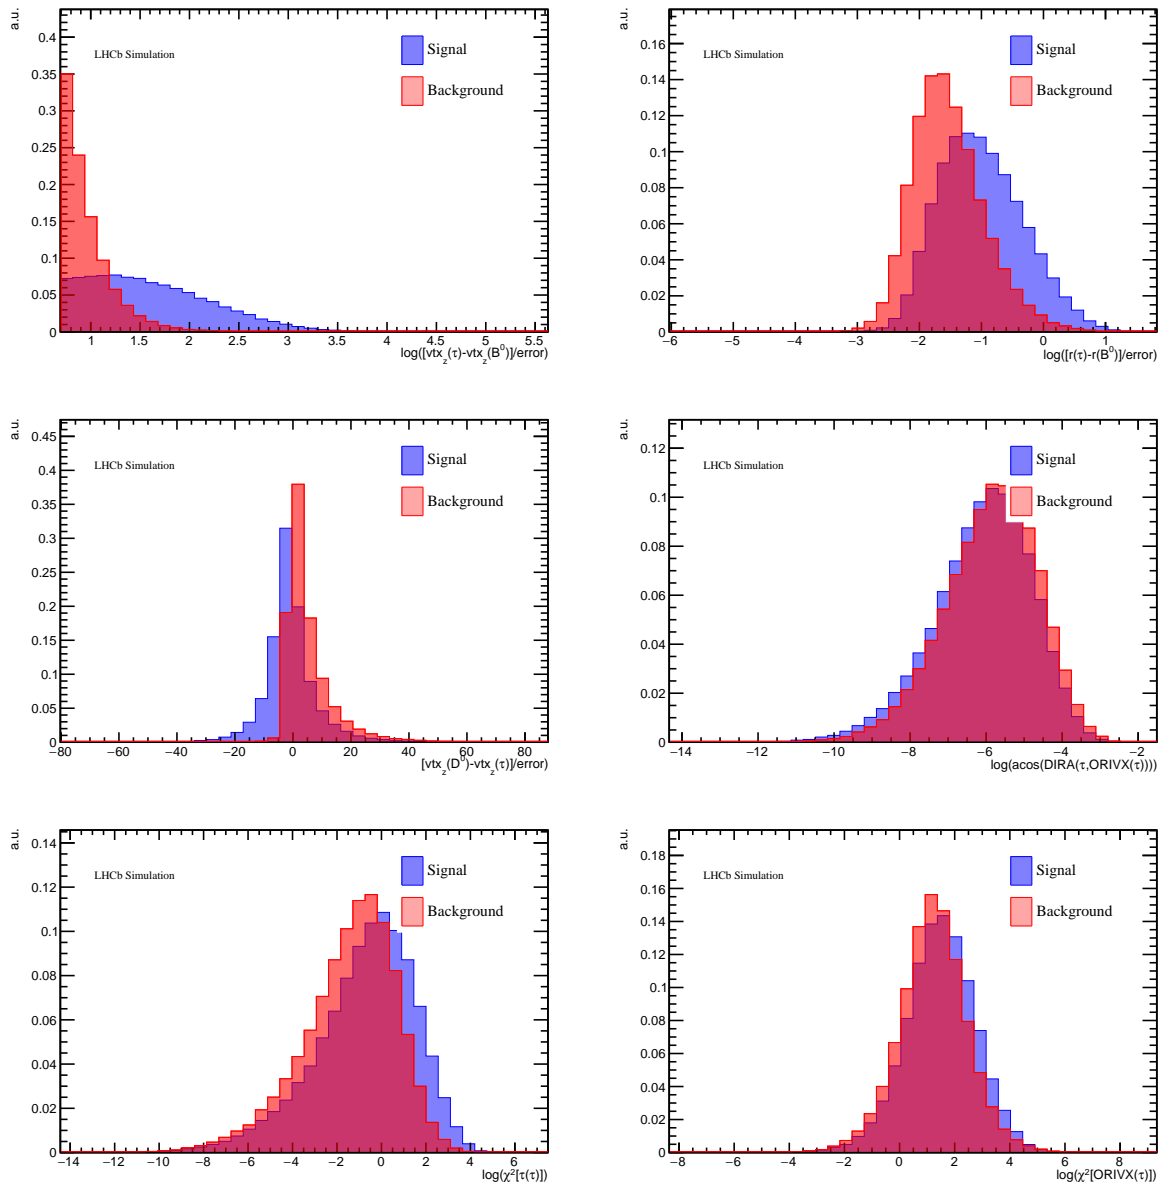 a.u.
0.4
0.35
0.3
0.25
0.2
0.15
0.1
0.05
0
LHCb Simulation
Signal
Background
1 1.5 2 2.5 3 3.5 4 4.5 5 5.5
log([vtx_z(τ)-vtx_z(B⁰)]/error)
a.u.
0.16
0.14
0.12
0.1
0.08
0.06
0.04
0.02
0
LHCb Simulation
Signal
Background
−6 −5 −4 −3 −2 −1 0 1
log([r(τ)-r(B⁰)]/error)
a.u.
0.45
0.4
0.35
0.3
0.25
0.2
0.15
0.1
0.05
0
LHCb Simulation
Signal
Background
−80 −60 −40 −20 0 20 40 60 80
[vtx_z(D⁰)-vtx_z(τ)]/error)
a.u.
0.12
0.1
0.08
0.06
0.04
0.02
0
LHCb Simulation
Signal
Background
−14 −12 −10 −8 −6 −4 −2
log(acos(DIRA(τ,ORIVX(τ))))
a.u.
0.14
0.12
0.1
0.08
0.06
0.04
0.02
0
LHCb Simulation
Signal
Background
−14 −12 −10 −8 −6 −4 −2 0 2 4 6
log(χ²[τ(τ)])
a.u.
0.18
0.16
0.14
0.12
0.1
0.08
0.06
0.04
0.02
0
LHCb Simulation
Signal
Background
−8 −6 −4 −2 0 2 4 6 8
log(χ²[ORIVX(τ)])